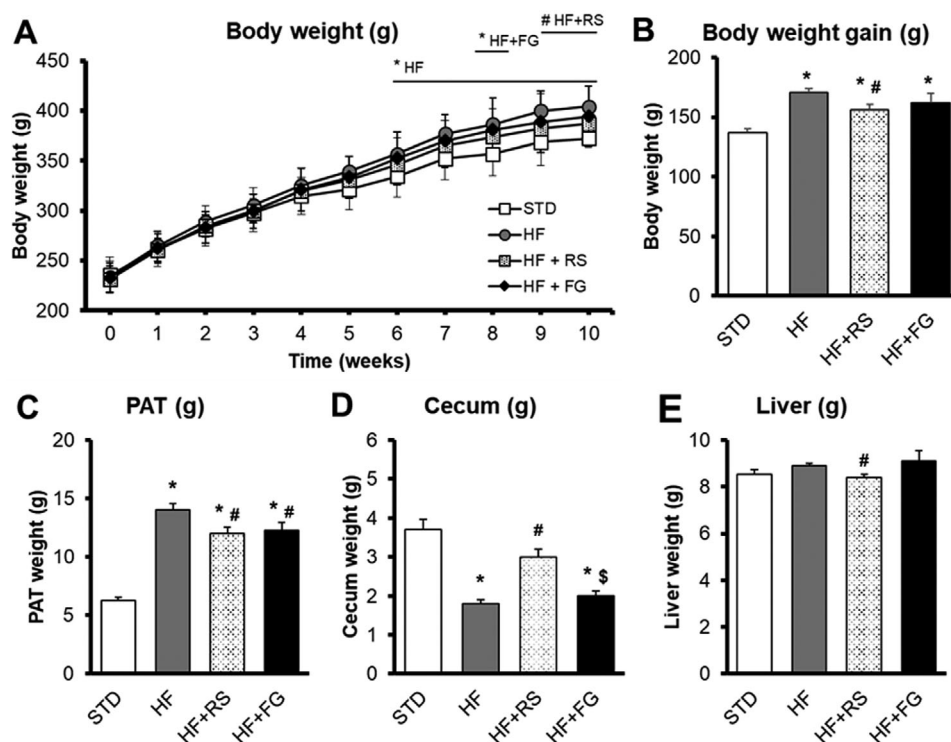 A
Body weight (g)
# HF+RS
* HF+FG
* HF
Body weight (g)
450
400
350
300
250
200
STD
HF
HF + RS
HF + FG
0 1 2 3 4 5 6 7 8 9 10
Time (weeks)
B
Body weight gain (g)
Body weight (g)
200
150
100
50
0
*
* #
*
STD HF HF+RS HF+FG
C
PAT (g)
PAT weight (g)
20
15
10
5
0
*
* #
* #
STD HF HF+RS HF+FG
D
Cecum (g)
Cecum weight (g)
6
5
4
3
2
1
0
*
#
* $
STD HF HF+RS HF+FG
E
Liver (g)
Liver weight (g)
10
8
6
4
2
0
#
STD HF HF+RS HF+FG